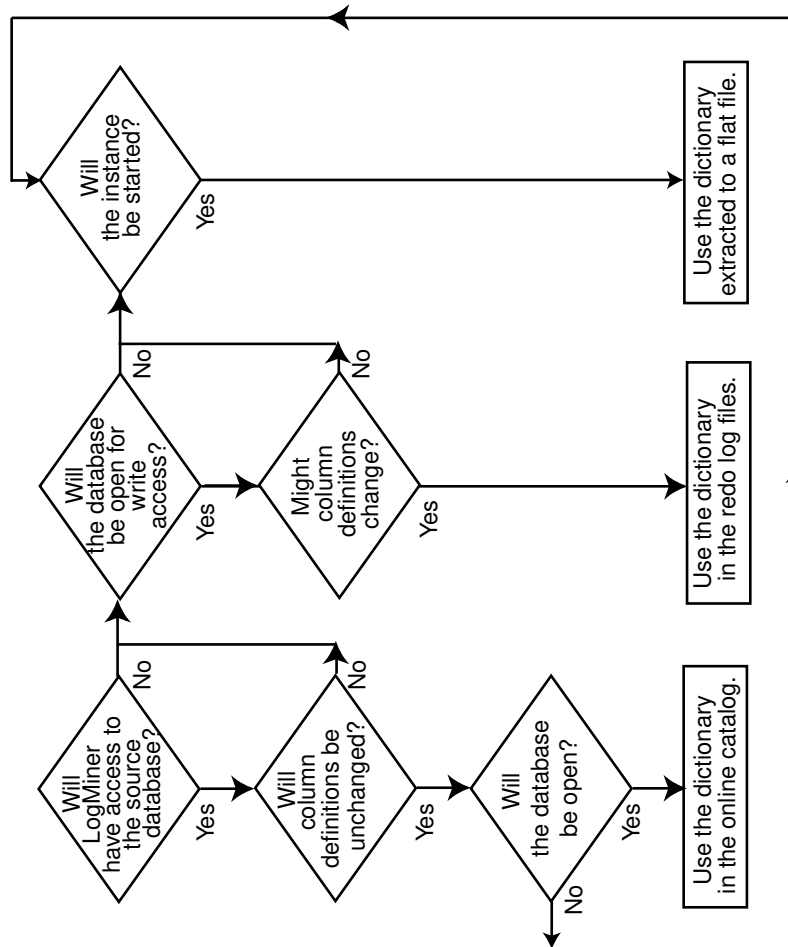 Will
LogMiner
have access to
the source
database?
No
Yes
Will
column
definitions be
unchanged?
No
Yes
Will
the database
be open?
No
Yes
Use the dictionary
in the online catalog.
Will
the database
be open for
write
access?
No
Yes
Might
column
definitions
change?
No
Yes
Use the dictionary
in the redo log files.
Will
the instance
be started?
Yes
Use the dictionary
extracted to a flat file.